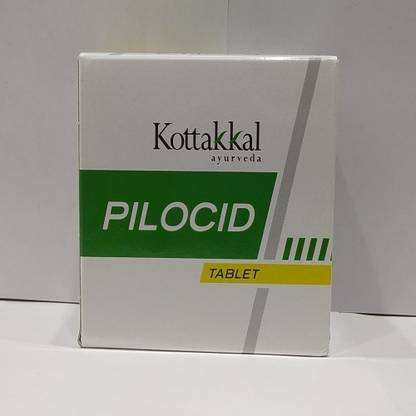 Kottakkal
ayurveda
PILOCID
TABLET